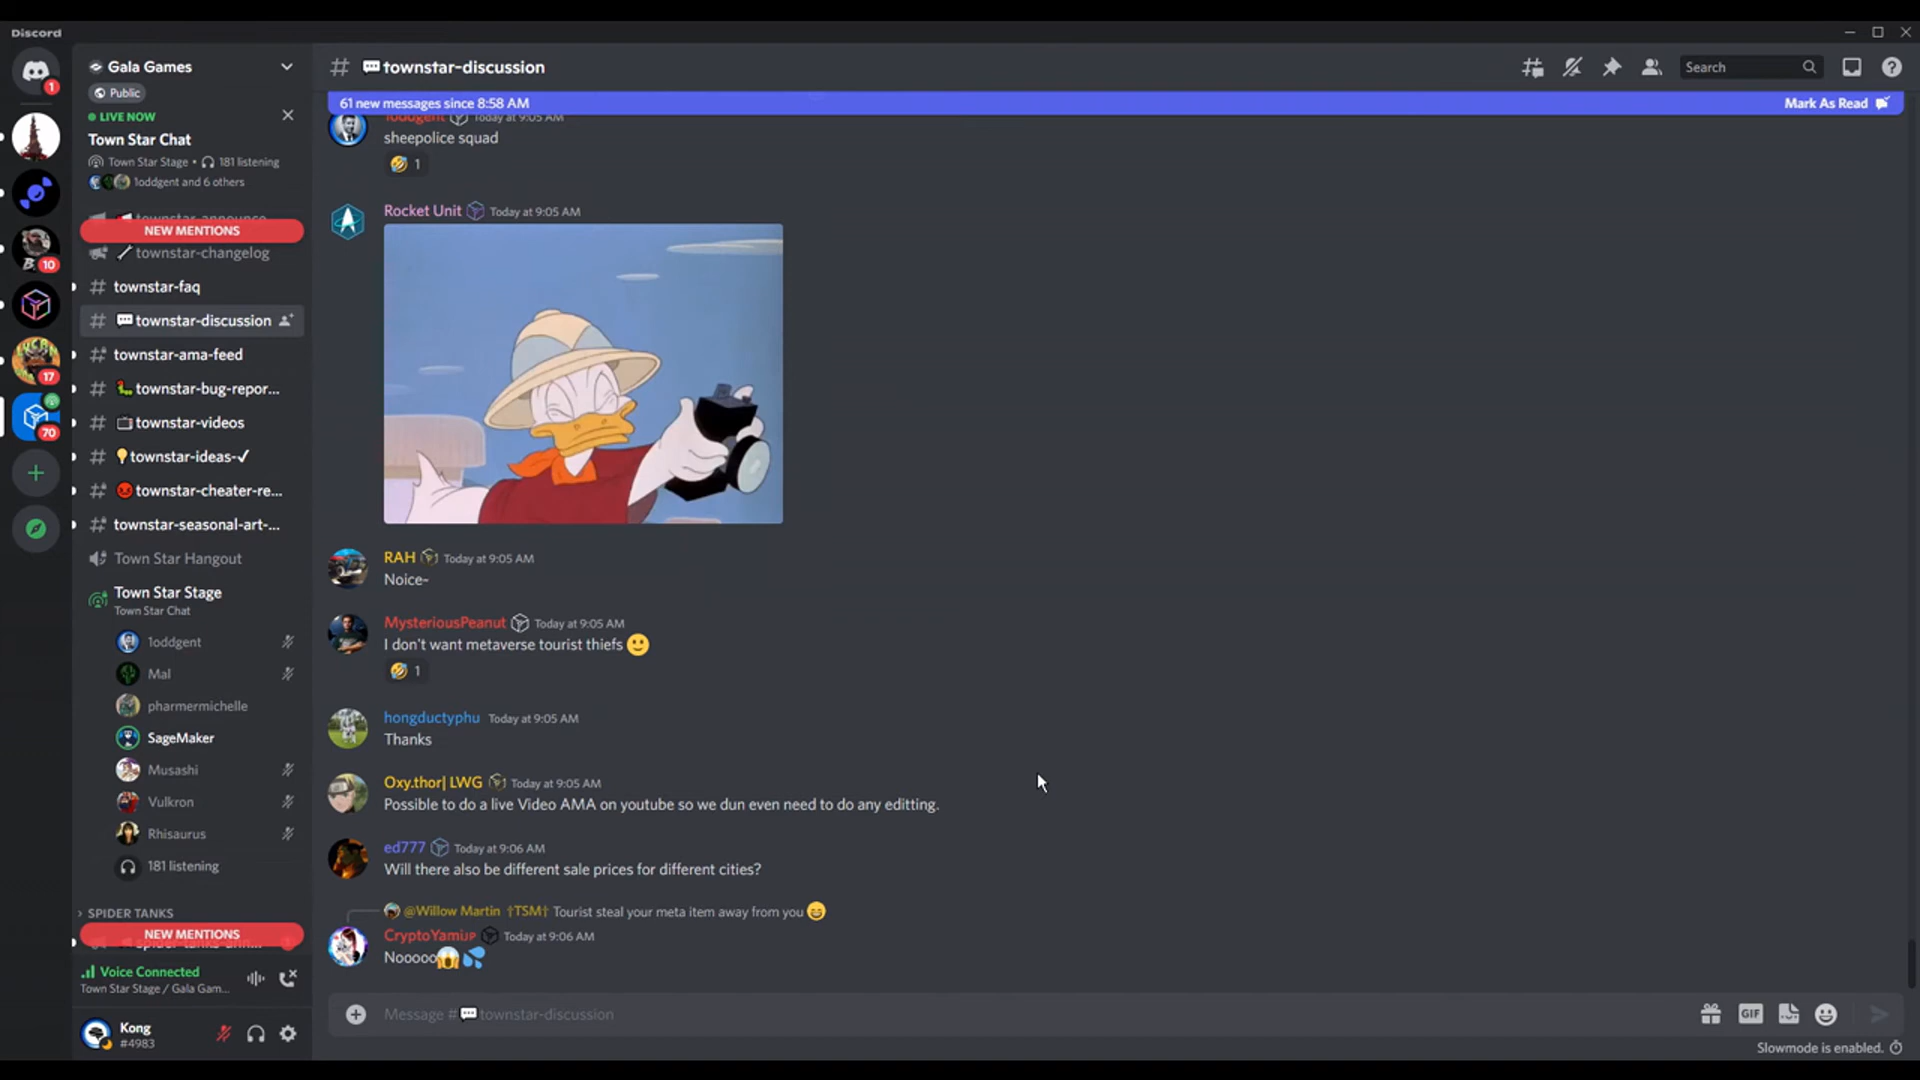 Discord
1
10
17
70
Gala Games
Public
LIVE NOW
Town Star Chat
Town Star Stage • 181 listening
1oddgent and 6 others
townstar-announce
NEW MENTIONS
townstar-changelog
townstar-faq
townstar-discussion
townstar-ama-feed
townstar-bug-repor...
townstar-videos
townstar-ideas-✓
townstar-cheater-re...
townstar-seasonal-art-...
Town Star Hangout
Town Star Stage
Town Star Chat
1oddgent
Mal
pharmermichelle
SageMaker
Musashi
Vulkron
Rhisaurus
181 listening
SPIDER TANKS
NEW MENTIONS
Voice Connected
Town Star Stage / Gala Gam...
Kong
#4983
# townstar-discussion
Search
61 new messages since 8:58 AM
Mark As Read
1oddgent Today at 9:05 AM
sheepolice squad
1
Rocket Unit Today at 9:05 AM
RAH Today at 9:05 AM
Noice~
MysteriousPeanut Today at 9:05 AM
I don't want metaverse tourist thiefs 🙂
1
hongductyphu Today at 9:05 AM
Thanks
Oxy.thor| LWG Today at 9:05 AM
Possible to do a live Video AMA on youtube so we dun even need to do any editting.
ed777 Today at 9:06 AM
Will there also be different sale prices for different cities?
@Willow Martin †TSM† Tourist steal your meta item away from you 😄
CryptoYamiᴊᴘ Today at 9:06 AM
Nooooo😱💦
Message #💬townstar-discussion
GIF
Slowmode is enabled.